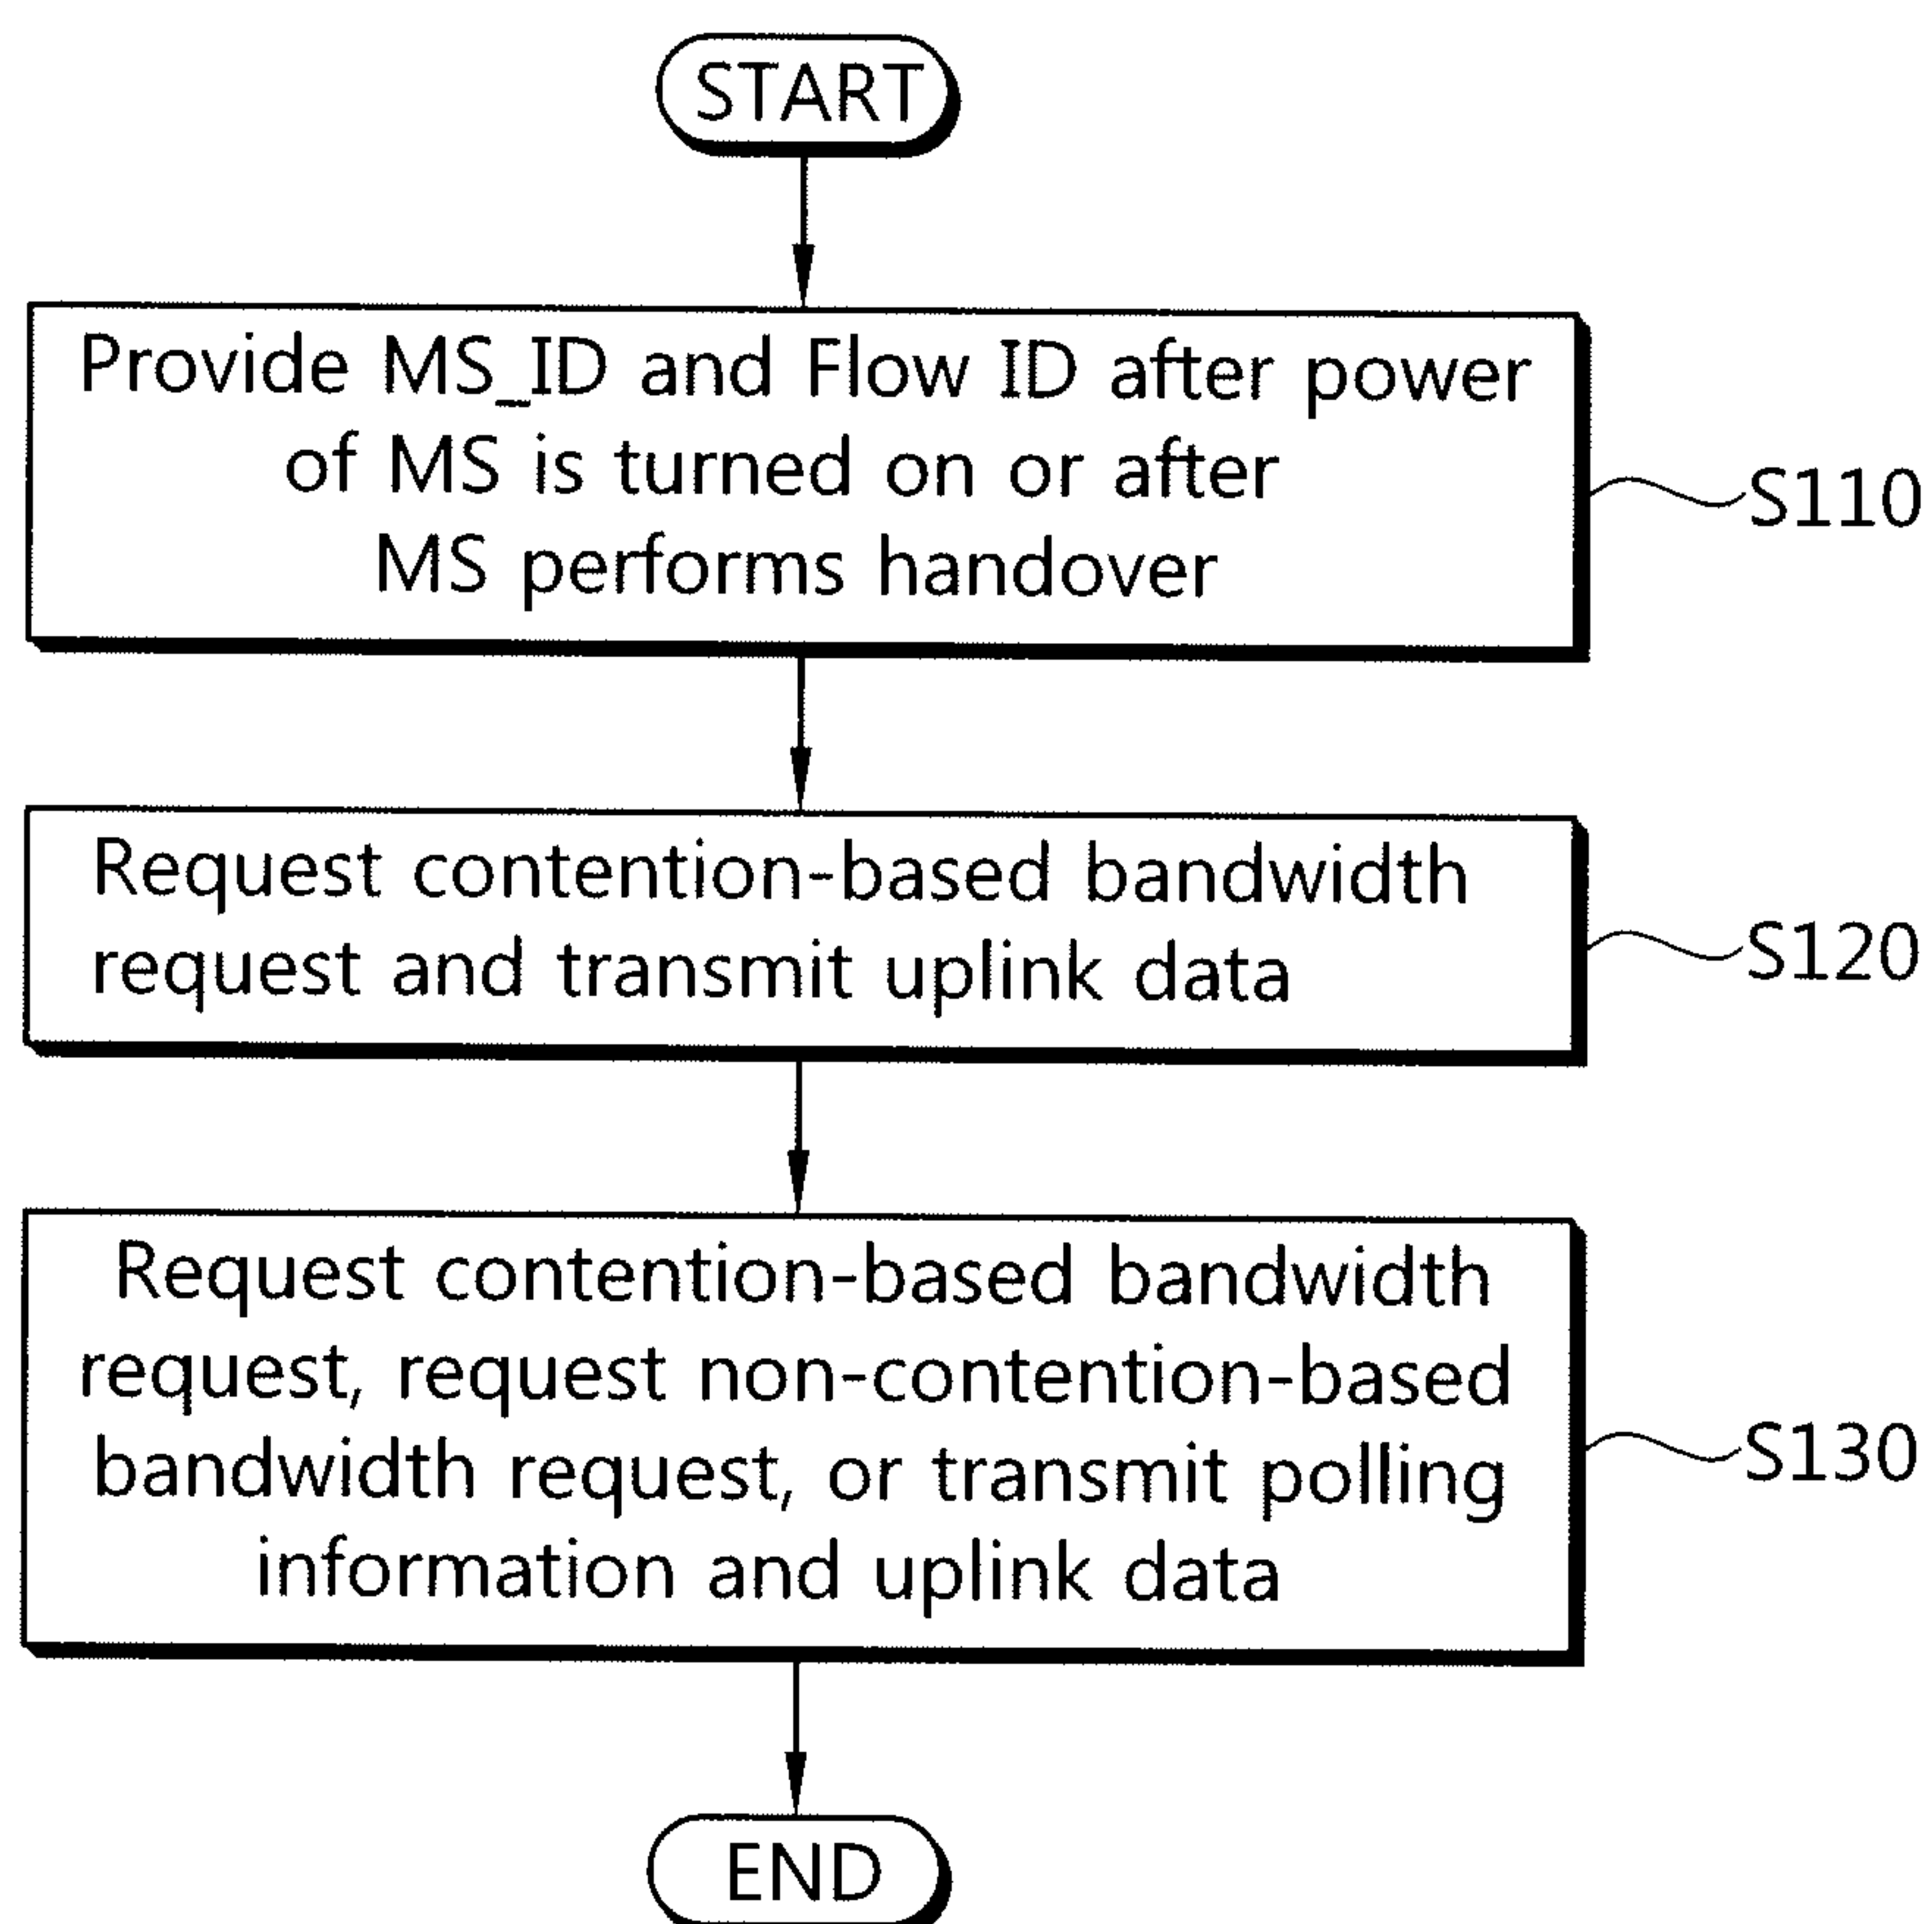 START
Provide MS_ID and Flow ID after power
of MS is turned on or after
MS performs handover
S110
Request contention-based bandwidth
request and transmit uplink data
S120
Request contention-based bandwidth
request, request non-contention-based
bandwidth request, or transmit polling
information and uplink data
S130
END